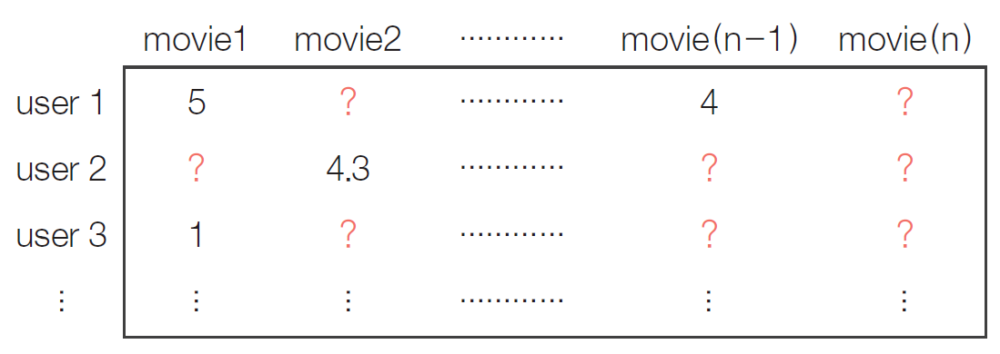 movie1 movie2 ………… movie(n−1) movie(n)
user 1 5 ? ………… 4 ?
user 2 ? 4.3 ………… ? ?
user 3 1 ? ………… ? ?
⋮ ⋮ ⋮ ………… ⋮ ⋮